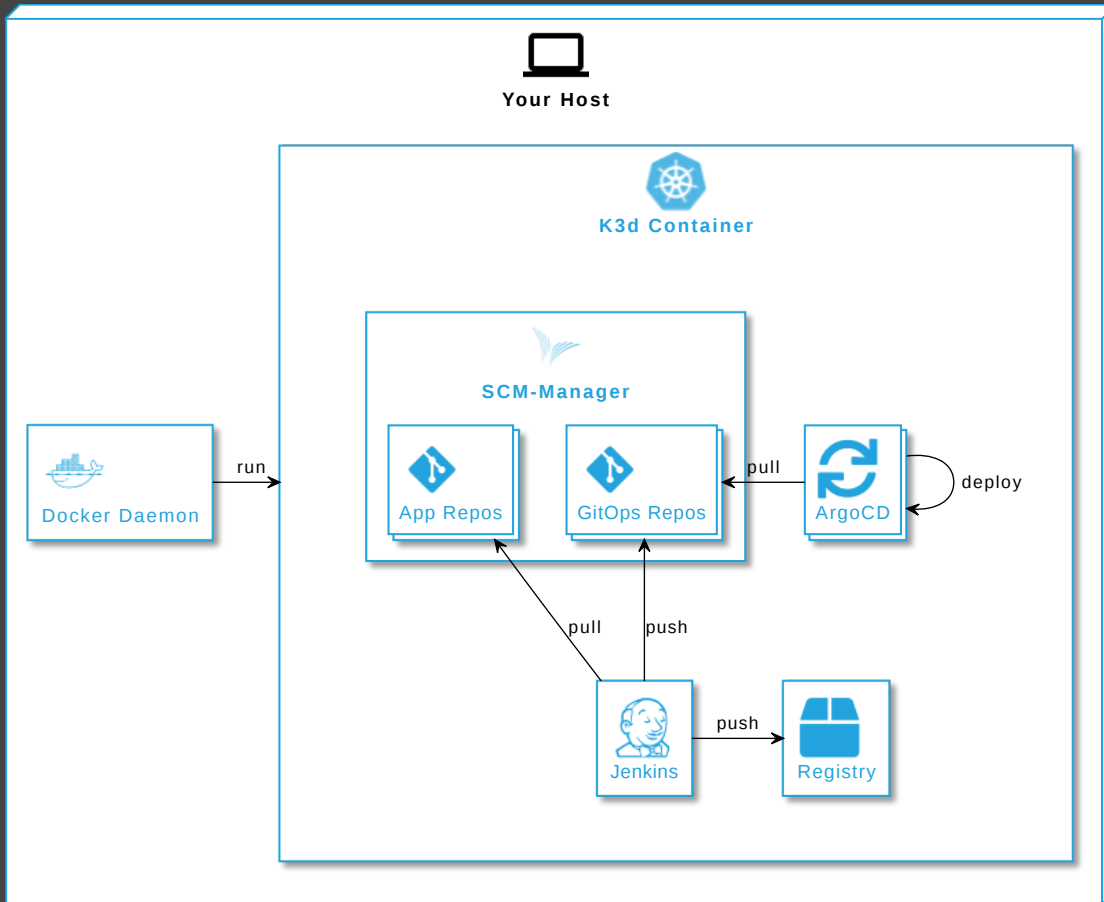 Your Host
K3d Container
SCM-Manager
run
pull
deploy
Docker Daemon
App Repos
GitOps Repos
ArgoCD
pull
push
push
Jenkins
Registry